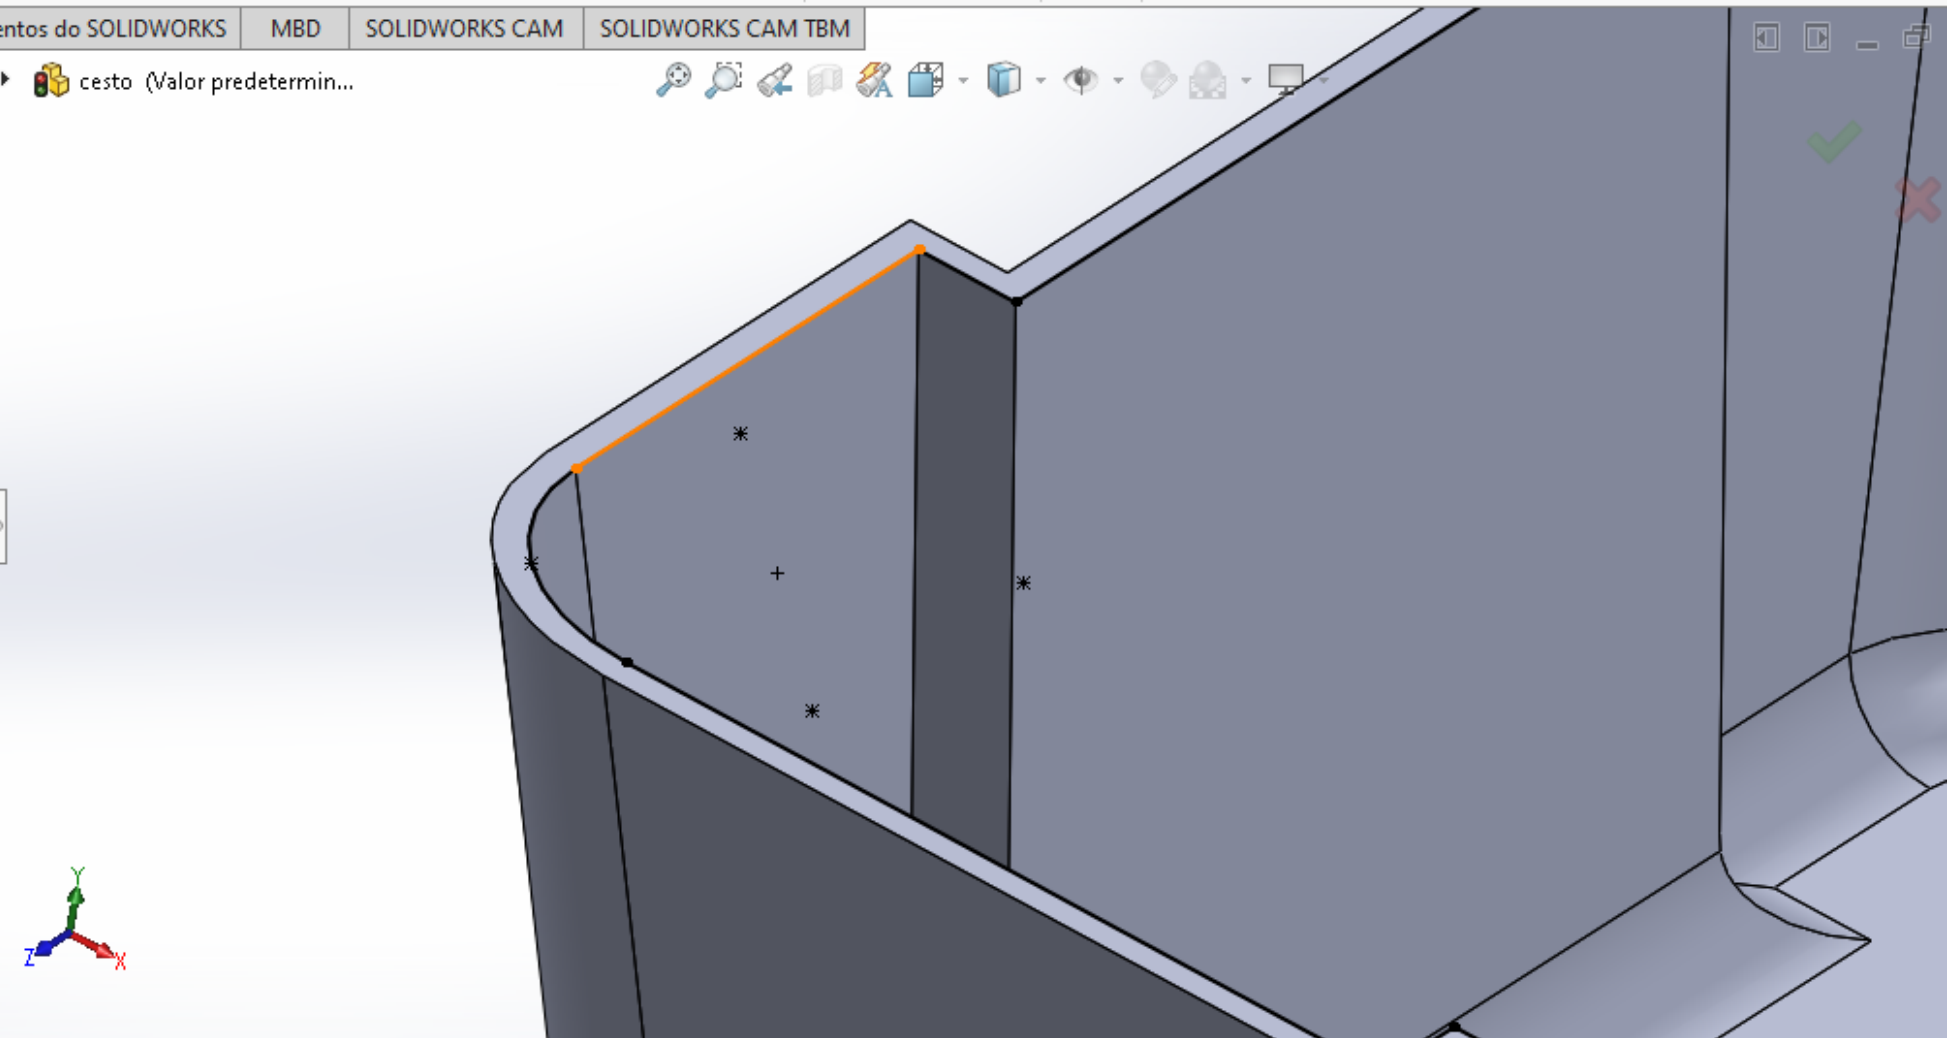 entos do SOLIDWORKS MBD SOLIDWORKS CAM SOLIDWORKS CAM TBM
cesto (Valor predetermin...
Y
Z X